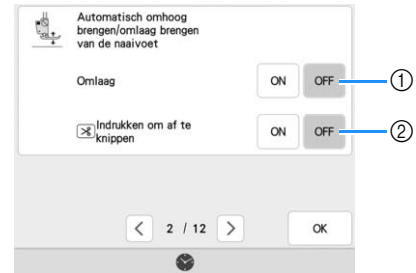 Automatisch omhoog
brengen/omlaag brengen
van de naaivoet
Omlaag
ON
OFF
①
Indrukken om af te
knippen
ON
OFF
②
2 / 12
OK